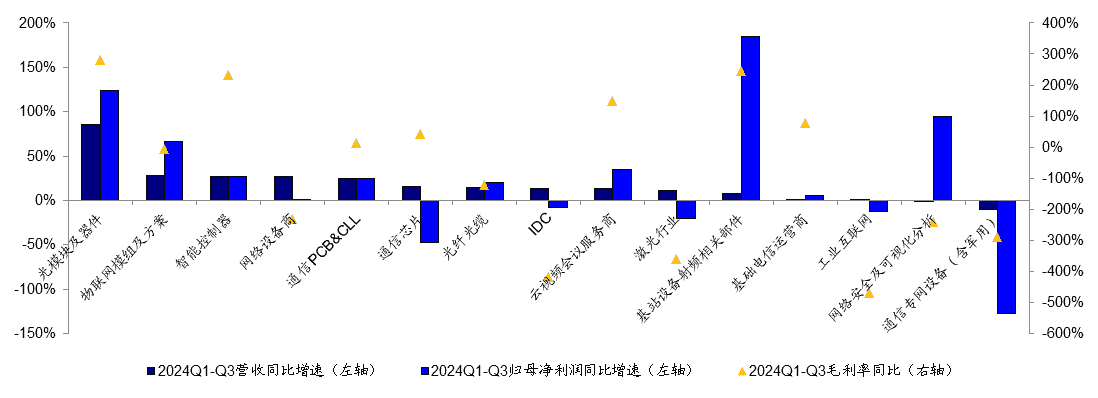 200%
150%
100%
50%
0%
-50%
-100%
-150%
400%
300%
200%
100%
0%
-100%
-200%
-300%
-400%
-500%
-600%
光模块及器件
物联网模组及方案
智能控制器
网络设备商
通信PCB&CLL
通信芯片
光纤光缆
IDC
云视频会议服务商
激光行业
基站设备射频相关部件
基础电信运营商
工业互联网
网络安全及可视化分析
通信专网设备（含军用）
2024Q1-Q3营收同比增速（左轴）
2024Q1-Q3归母净利润同比增速（左轴）
2024Q1-Q3毛利率同比（右轴）